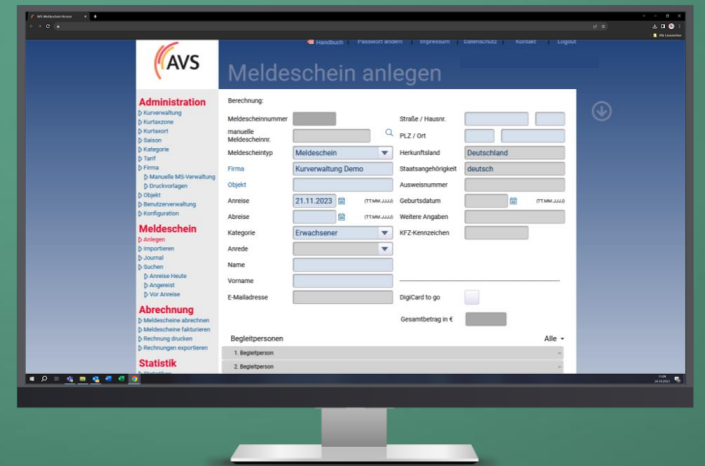 AVS Meldeschein Kommt
Alle Lesezeichen
Handbuch
Passwort ändern
Impressum
Datenschutz
Kontakt
Logout
AVS
Meldeschein anlegen
Administration
Kurverwaltung
Kurtaxzone
Kurtaxort
Saison
Kategorie
Tarif
Firma
Manuelle MS-Verwaltung
Druckvorlagen
Objekt
Benutzerverwaltung
Konfiguration
Meldeschein
Anlegen
Importieren
Journal
Suchen
Anreise Heute
Angereist
Vor Anreise
Abrechnung
Meldescheine abrechnen
Meldescheine fakturieren
Rechnung drucken
Rechnungen exportieren
Statistik
Berechnung:
Meldescheinnummer
manuelle
Meldescheinnr.
Meldescheintyp Meldeschein
Firma Kurverwaltung Demo
Objekt
Anreise 21.11.2023 (TT.MM.JJJJ)
Abreise (TT.MM.JJJJ)
Kategorie Erwachsener
Anrede
Name
Vorname
E-Mailadresse
Straße / Hausnr.
PLZ / Ort
Herkunftsland Deutschland
Staatsangehörigkeit deutsch
Ausweisnummer
Geburtsdatum (TT.MM.JJJJ)
Weitere Angaben
KFZ-Kennzeichen
DigiCard to go
Gesamtbetrag in €
Begleitpersonen Alle
1. Begleitperson
2. Begleitperson